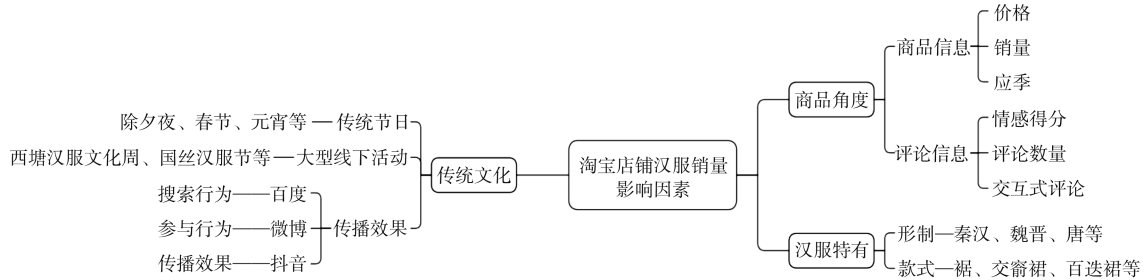 价格
商品信息
销量
应季
商品角度
情感得分
评论信息
评论数量
交互式评论
除夕夜、春节、元宵等
传统节日
西塘汉服文化周、国丝汉服节等
大型线下活动
传统文化
淘宝店铺汉服销量
影响因素
搜索行为——百度
参与行为——微博
传播效果
传播效果——抖音
汉服特有
形制—秦汉、魏晋、唐等
款式—裾、交窬裙、百迭裙等